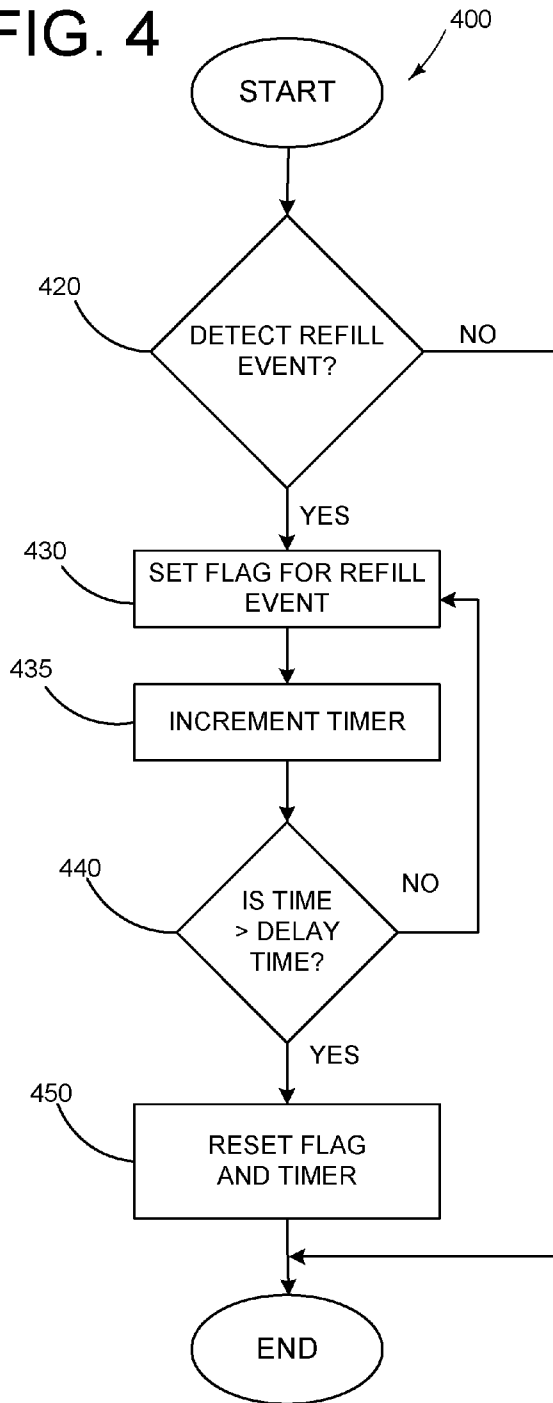 FIG. 4
400
START
420
DETECT REFILL
EVENT?
NO
YES
430
SET FLAG FOR REFILL
EVENT
435
INCREMENT TIMER
440
IS TIME
> DELAY
TIME?
NO
YES
450
RESET FLAG
AND TIMER
END